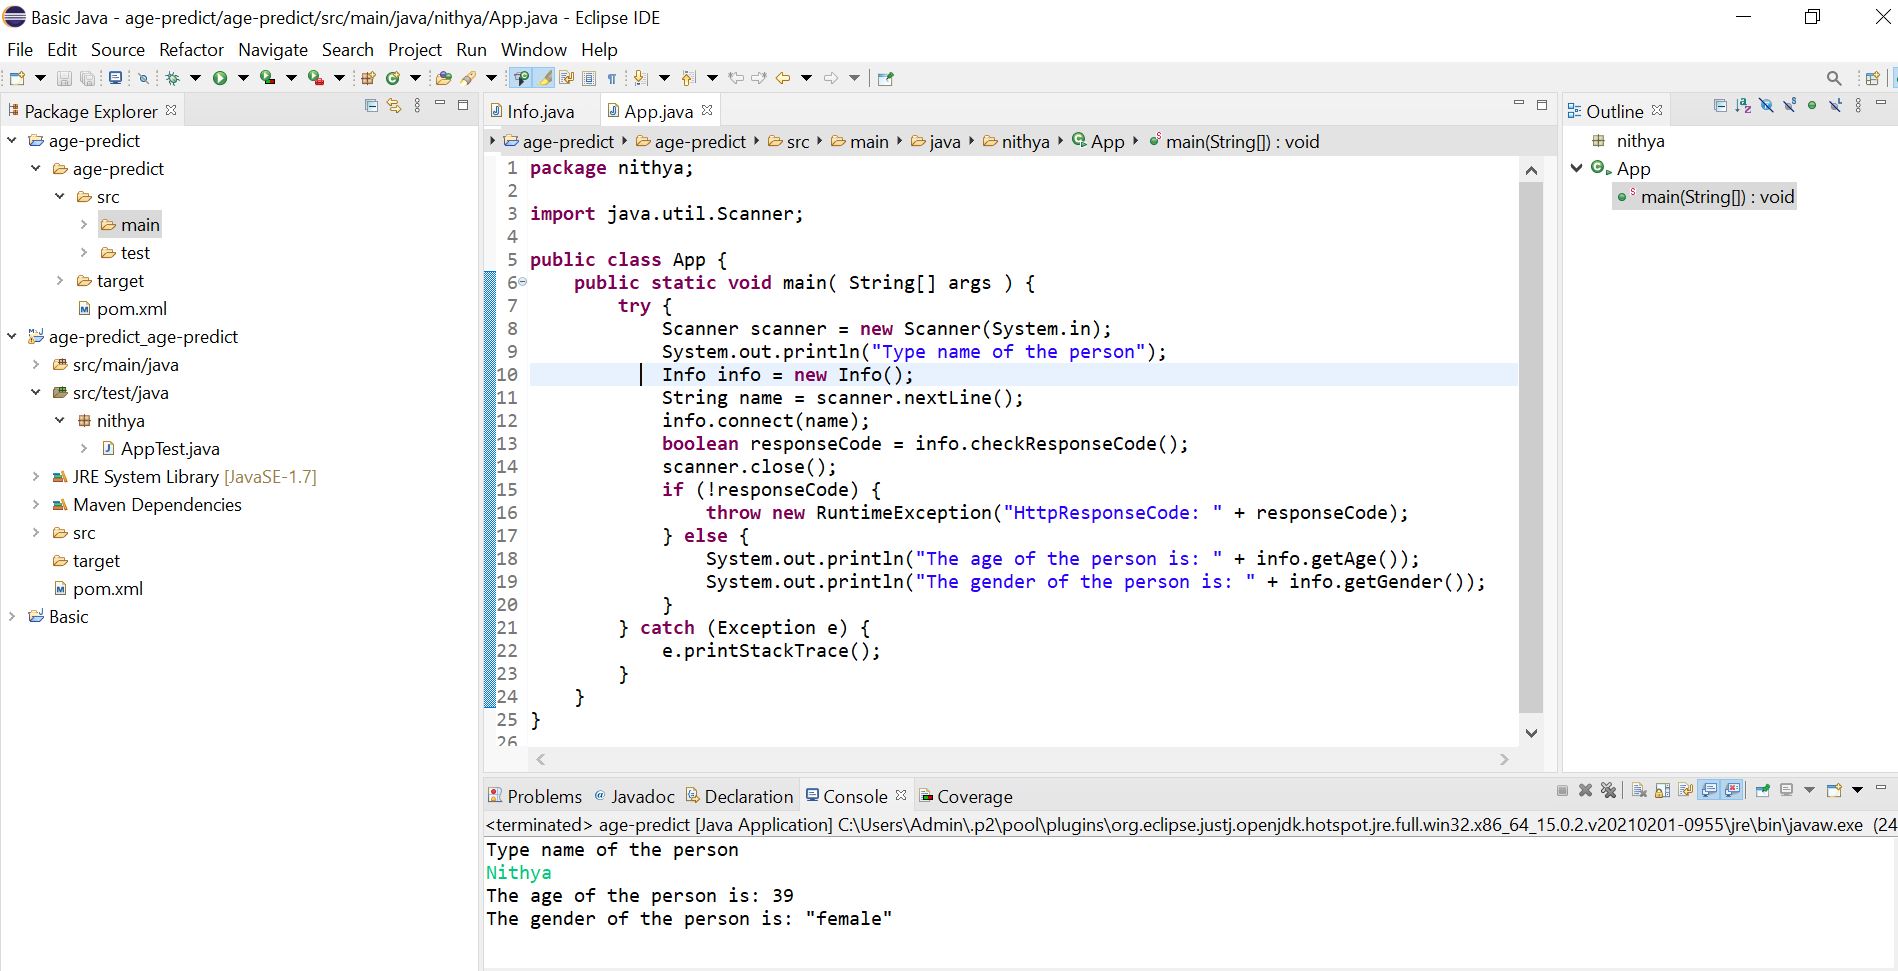 Basic Java - age-predict/age-predict/src/main/java/nithya/App.java - Eclipse IDE
File Edit Source Refactor Navigate Search Project Run Window Help
Package Explorer
age-predict
age-predict
src
main
test
target
pom.xml
age-predict_age-predict
src/main/java
src/test/java
nithya
AppTest.java
JRE System Library [JavaSE-1.7]
Maven Dependencies
src
target
pom.xml
Basic
Info.java App.java
age-predict age-predict src main java nithya App main(String[]) : void
1 package nithya;
2
3 import java.util.Scanner;
4
5 public class App {
6 public static void main( String[] args ) {
7 try {
8 Scanner scanner = new Scanner(System.in);
9 System.out.println("Type name of the person");
10 Info info = new Info();
11 String name = scanner.nextLine();
12 info.connect(name);
13 boolean responseCode = info.checkResponseCode();
14 scanner.close();
15 if (!responseCode) {
16 throw new RuntimeException("HttpResponseCode: " + responseCode);
17 } else {
18 System.out.println("The age of the person is: " + info.getAge());
19 System.out.println("The gender of the person is: " + info.getGender());
20 }
21 } catch (Exception e) {
22 e.printStackTrace();
23 }
24 }
25 }
26
Outline
nithya
App
main(String[]) : void
Problems Javadoc Declaration Console Coverage
<terminated> age-predict [Java Application] C:\Users\Admin\.p2\pool\plugins\org.eclipse.justj.openjdk.hotspot.jre.full.win32.x86_64_15.0.2.v20210201-0955\jre\bin\javaw.exe (24
Type name of the person
Nithya
The age of the person is: 39
The gender of the person is: "female"